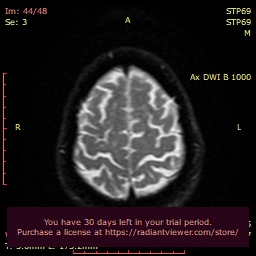 Im: 44/48
Se: 3
A
STP69
STP69
M
Ax DWI B 1000
R
L
You have 30 days left in your trial period.
Purchase a license at https://radiantviewer.com/store/